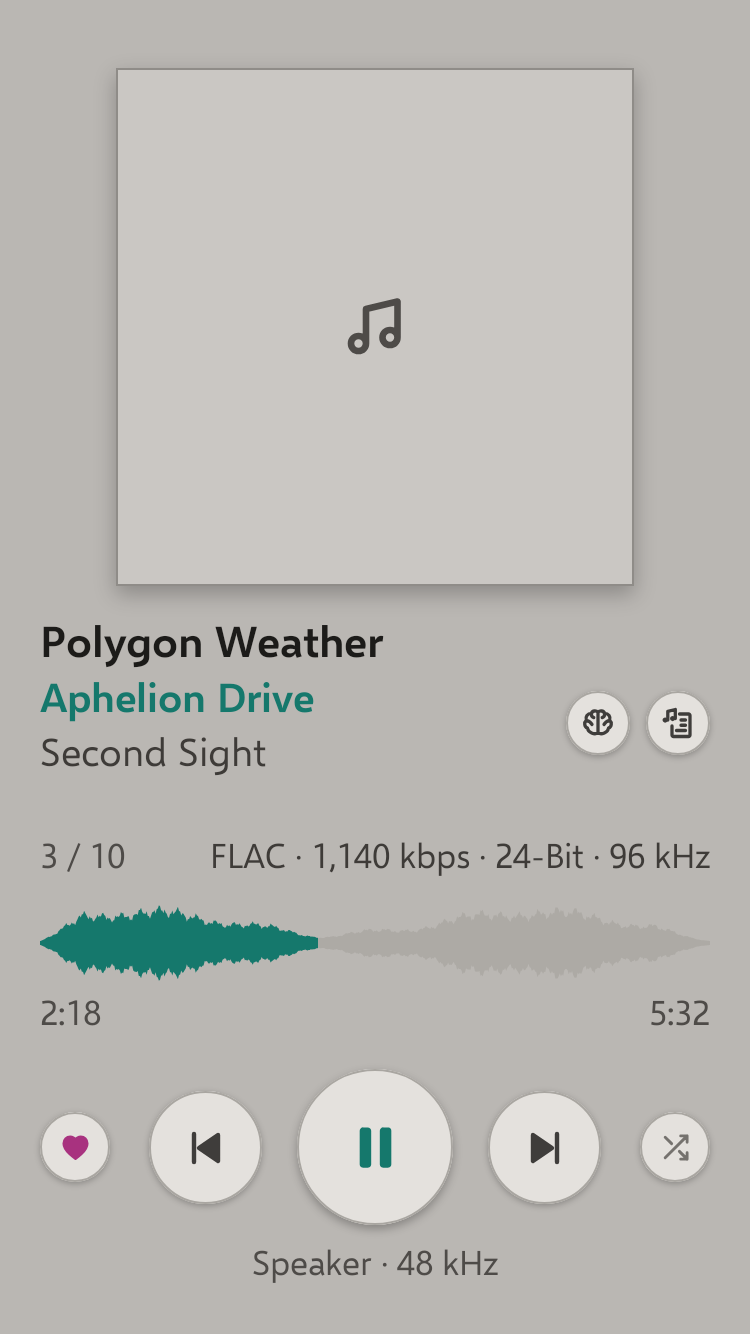 Polygon Weather
Aphelion Drive
Second Sight
3 / 10 FLAC · 1,140 kbps · 24-Bit · 96 kHz
2:18 5:32
Speaker · 48 kHz